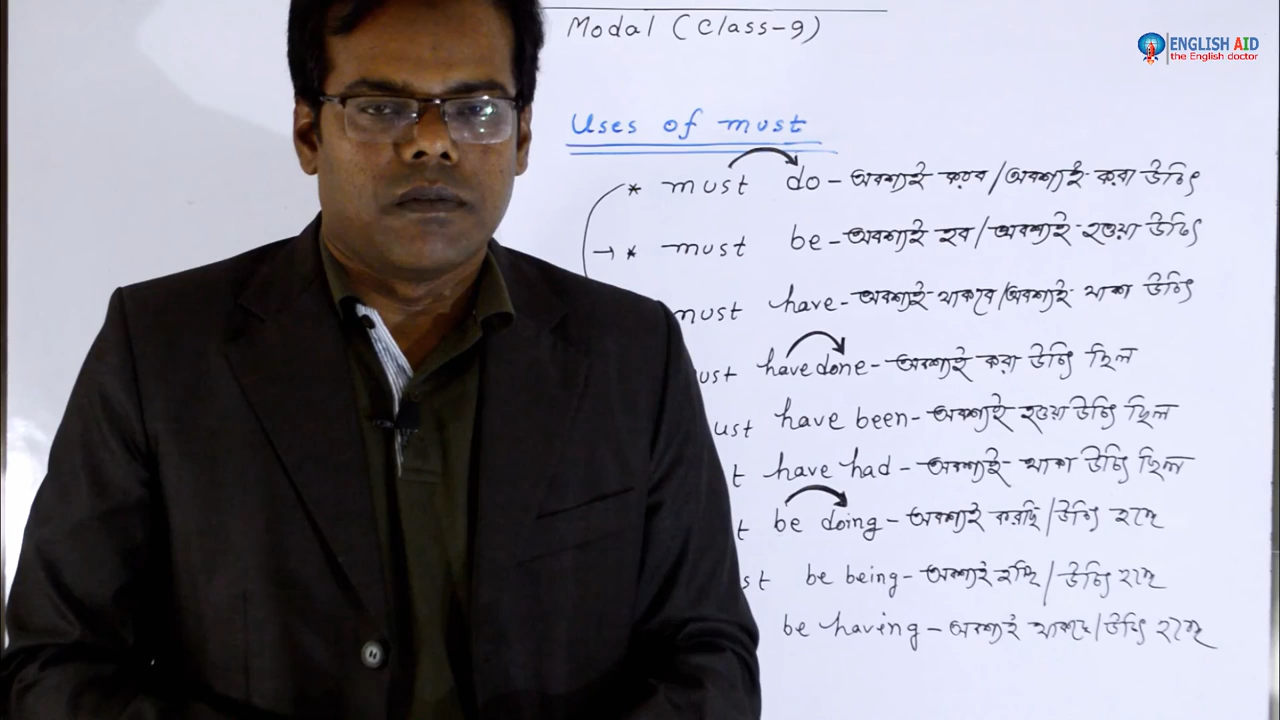 Modal (Class-9)
ENGLISH AID
the English doctor
Uses of must
* must do - অবশ্যই করব / অবশ্যই করা উচিৎ
→ * must be - অবশ্যই হব / অবশ্যই হওয়া উচিৎ
must have - অবশ্যই থাকবে / অবশ্যই থাকা উচিৎ
ust have done - অবশ্যই করা উচিৎ ছিল
ust have been - অবশ্যই হওয়া উচিৎ ছিল
t have had - অবশ্যই থাকা উচিৎ ছিল
t be doing - অবশ্যই করছি / উচিৎ হচ্ছে
st be being - অবশ্যই হচ্ছি / উচিৎ হচ্ছে
be having - অবশ্যই থাকছে / উচিৎ হচ্ছে